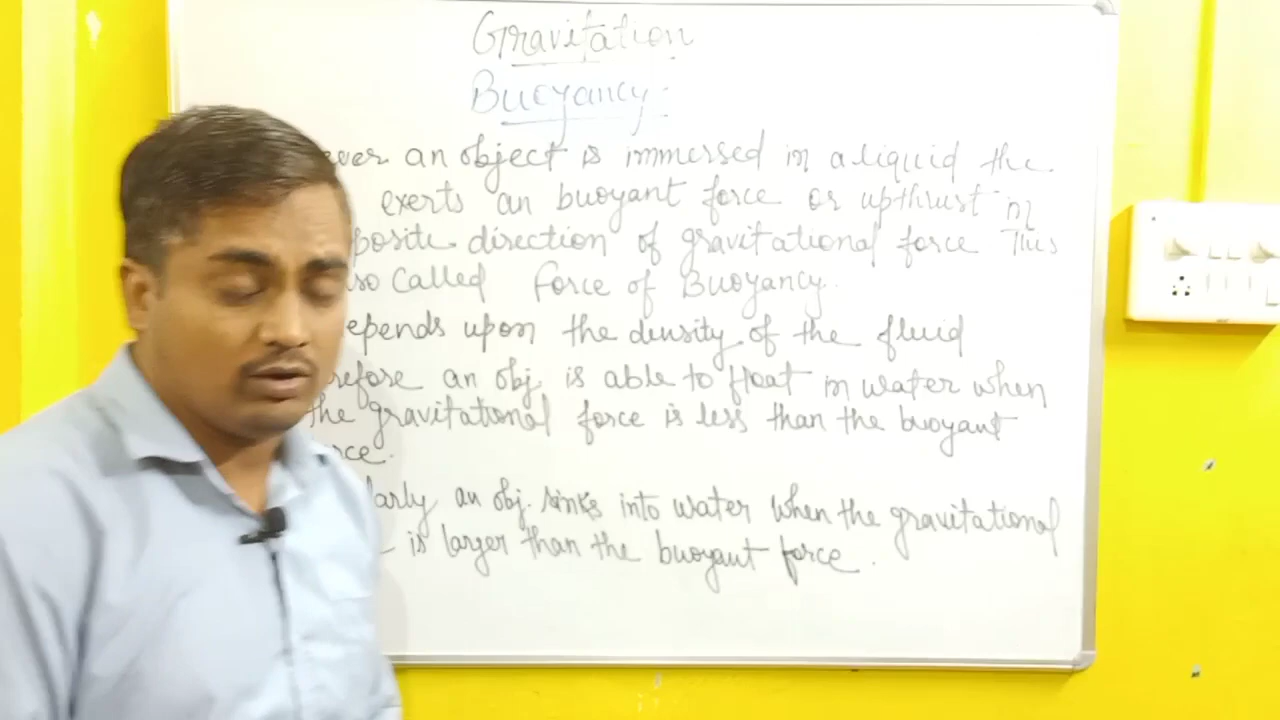 Gravitation
Buoyancy:
ever an object is immersed in a liquid the
exerts an buoyant force or upthrust in
posite direction of gravitational force This
so Called Force of Buoyancy.
epends upon the density of the fluid
refore an obj. is able to float in water when
the gravitational force is less than the buoyant
rce.
larly an obj. sinks into water when the gravitational
is larger than the buoyant force.